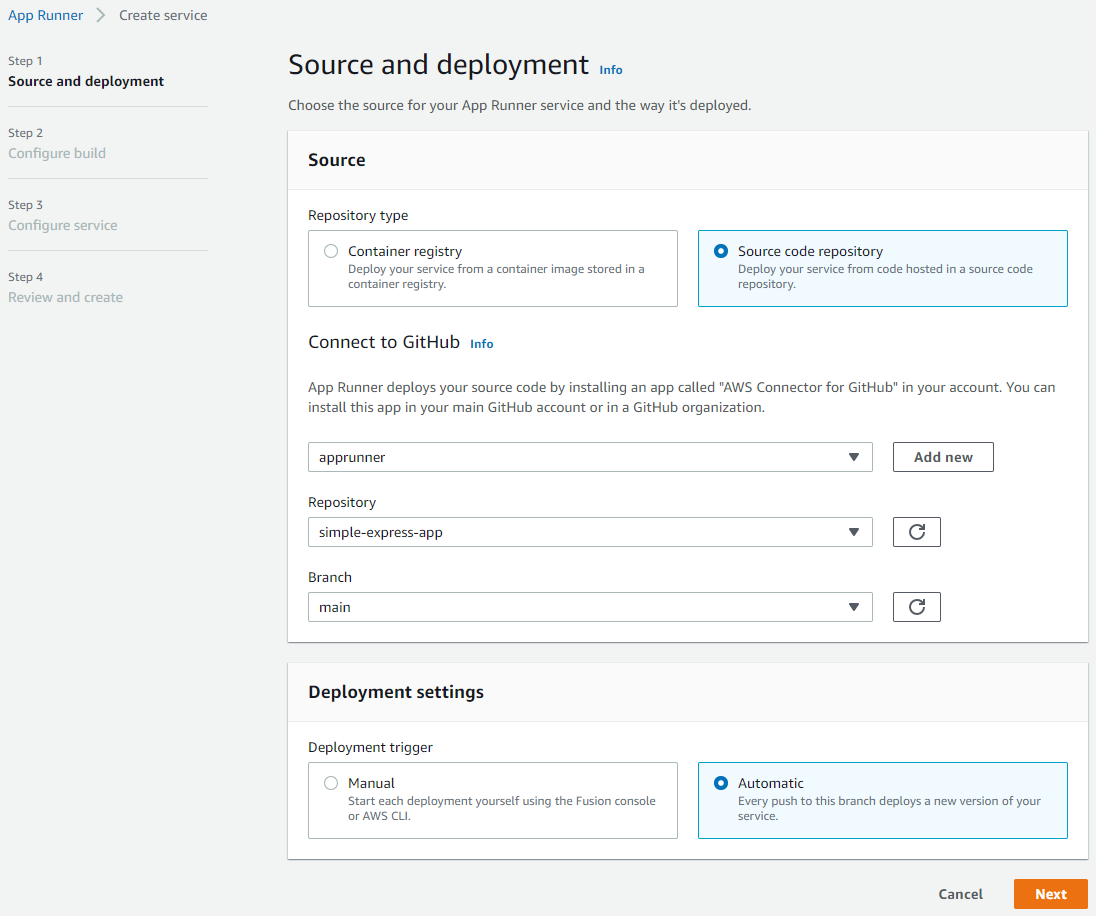 App Runner
Create service
Step 1
Source and deployment
Step 2
Configure build
Step 3
Configure service
Step 4
Review and create
Source and deployment Info
Choose the source for your App Runner service and the way it's deployed.
Source
Repository type
Container registry
Deploy your service from a container image stored in a
container registry.
Source code repository
Deploy your service from code hosted in a source code
repository.
Connect to GitHub Info
App Runner deploys your source code by installing an app called "AWS Connector for GitHub" in your account. You can
install this app in your main GitHub account or in a GitHub organization.
apprunner
Add new
Repository
simple-express-app
Branch
main
Deployment settings
Deployment trigger
Manual
Start each deployment yourself using the Fusion console
or AWS CLI.
Automatic
Every push to this branch deploys a new version of your
service.
Cancel
Next